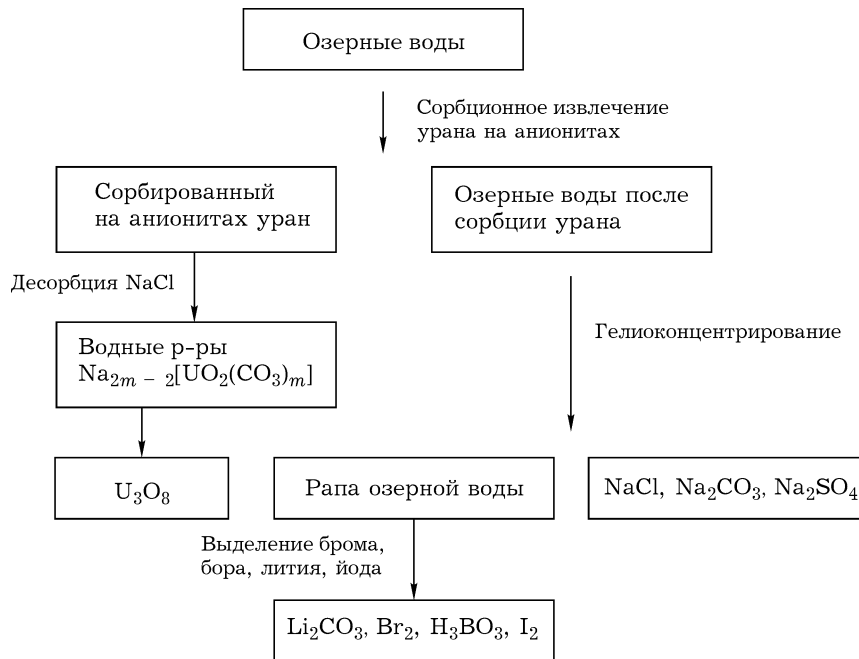 Озерные воды
Сорбционное извлечение
урана на анионитах
Сорбированный
на анионитах уран
Озерные воды после
сорбции урана
Десорбция NaCl
Водные р-ры
Na₂ₘ ₋ ₂[UO₂(CO₃)ₘ]
Гелиоконцентрирование
U₃O₈
Рапа озерной воды
NaCl, Na₂CO₃, Na₂SO₄
Выделение брома,
бора, лития, йода
Li₂CO₃, Br₂, H₃BO₃, I₂